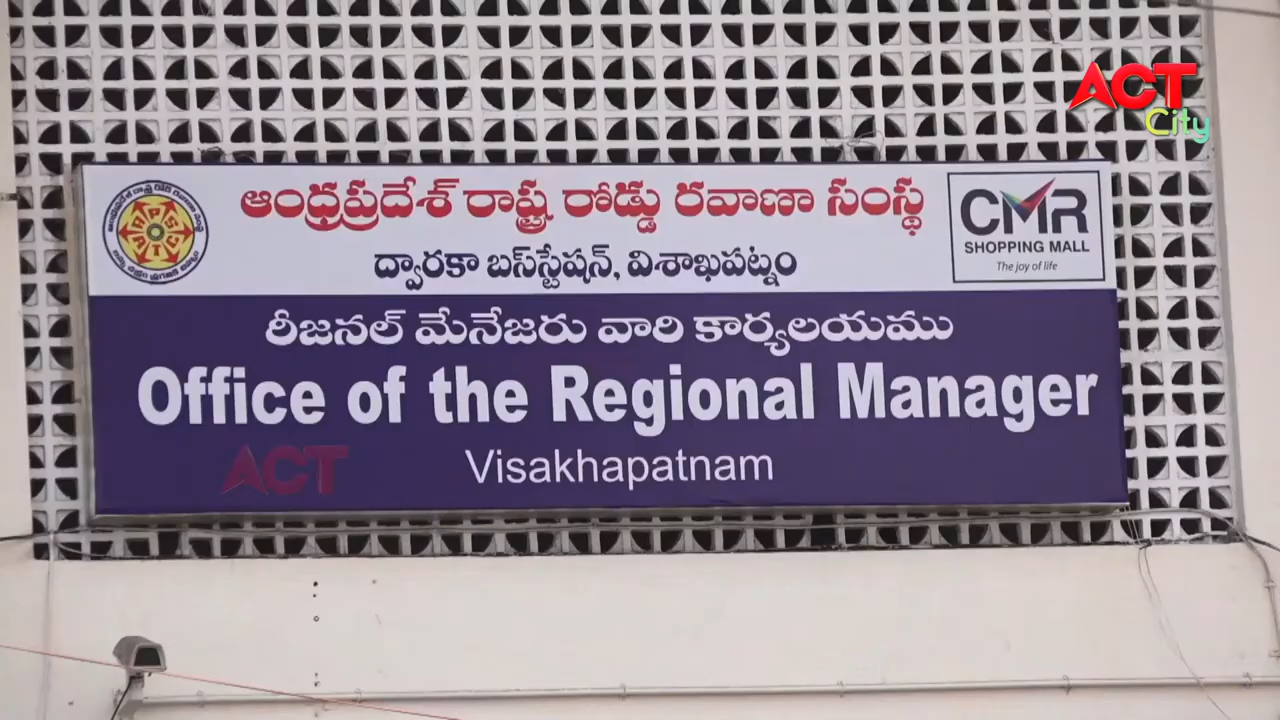 ACT
City
ఆంధ్రప్రదేశ్ రాష్ట్ర రోడ్డు రవాణా సంస్థ
ద్వారకా బస్‌స్టేషన్, విశాఖపట్నం
CMR
SHOPPING MALL
The joy of life
రీజనల్ మేనేజరు వారి కార్యలయము
Office of the Regional Manager
Visakhapatnam
ACT